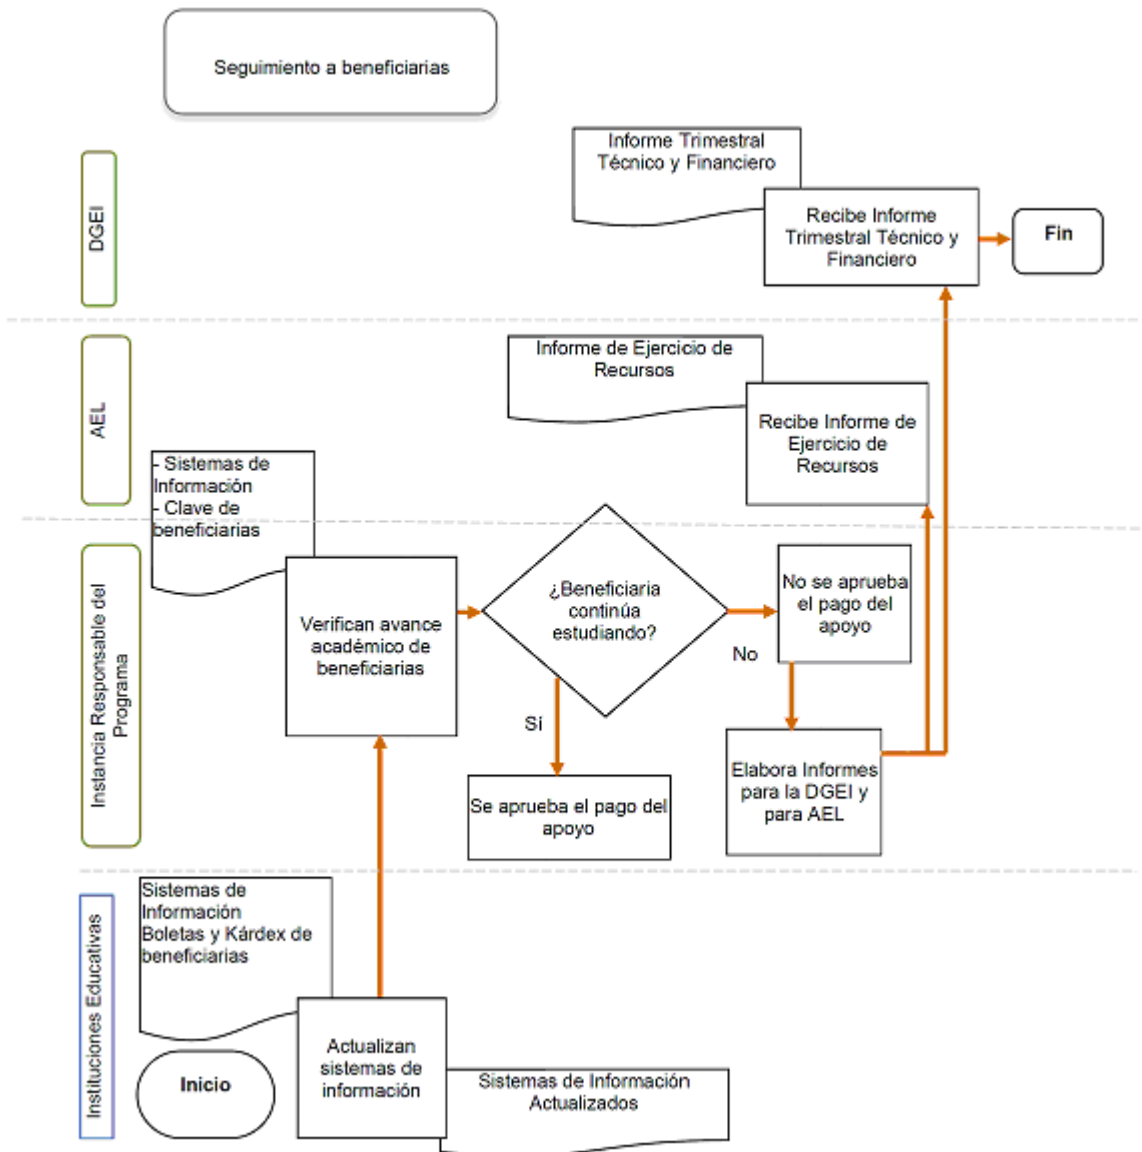 Seguimiento a beneficiarias
DGEI
Informe Trimestral
Técnico y Financiero
Recibe Informe
Trimestral Técnico y
Financiero
Fin
AEL
Informe de Ejercicio de
Recursos
Recibe Informe de
Ejercicio de
Recursos
- Sistemas de
Información
- Clave de
beneficiarias
Instancia Responsable del
Programa
Verifican avance
académico de
beneficiarias
¿Beneficiaria
continúa
estudiando?
No se aprueba
el pago del
apoyo
No
Sí
Se aprueba el pago del
apoyo
Elabora Informes
para la DGEI y
para AEL
Instituciones Educativas
Sistemas de
Información
Boletas y Kárdex de
beneficiarias
Inicio
Actualizan
sistemas de
información
Sistemas de Información
Actualizados